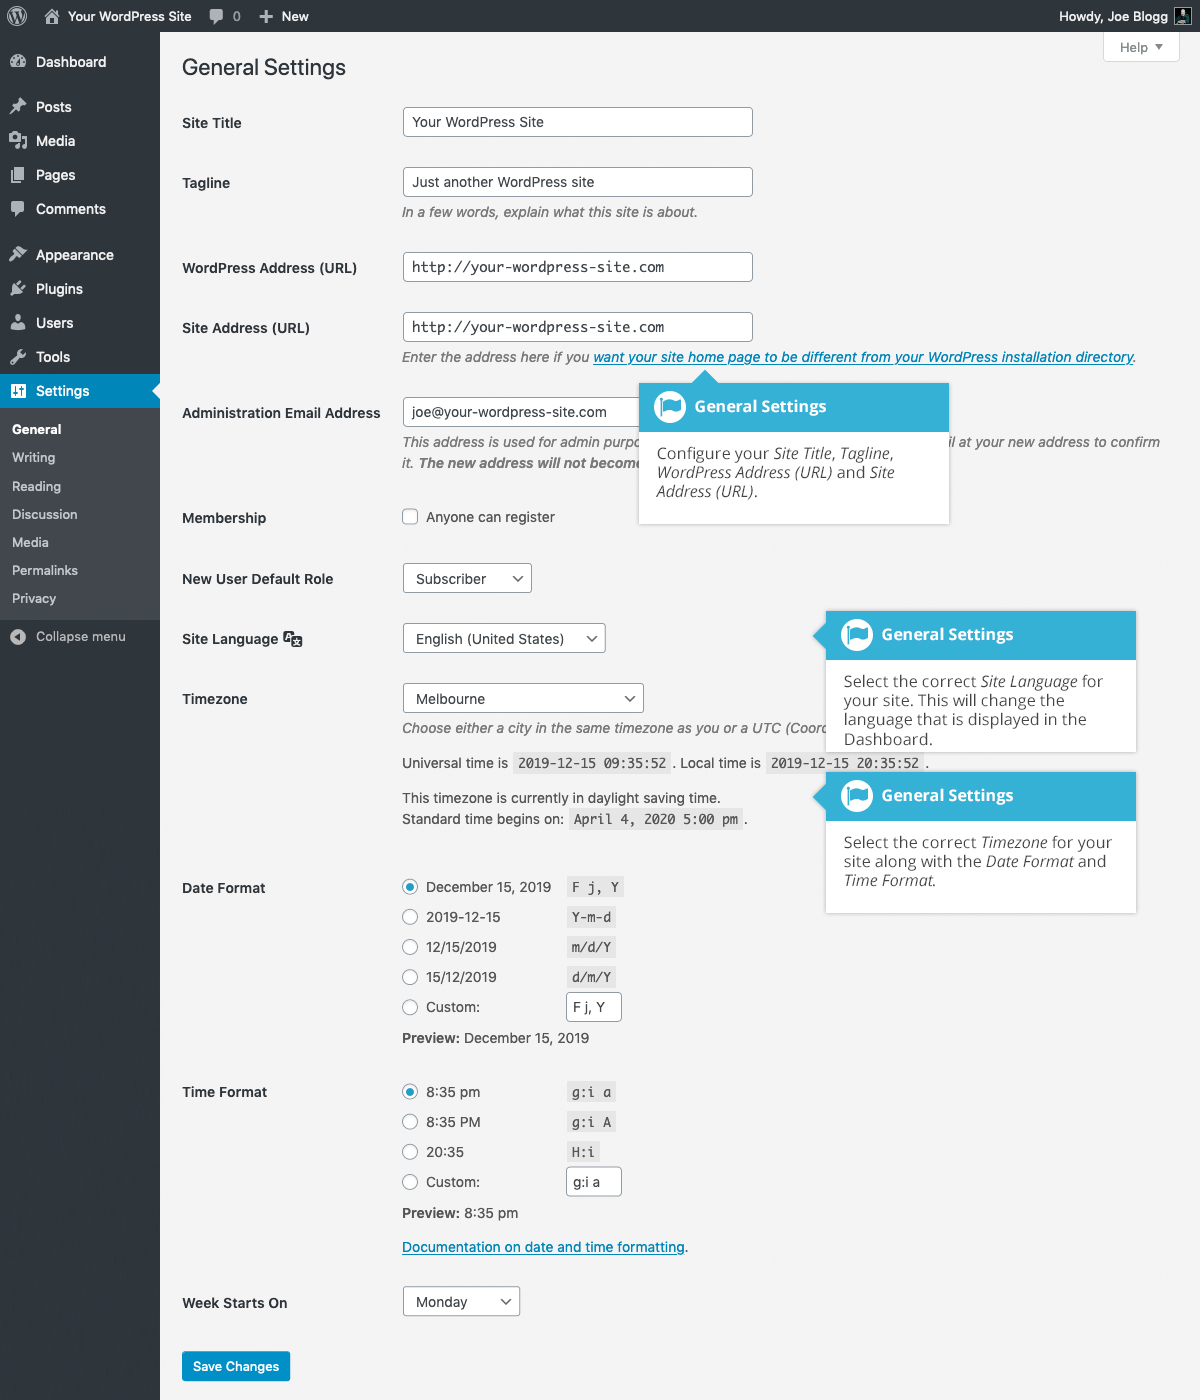 Your WordPress Site
0
New
Howdy, Joe Blogg
Help
Dashboard
Posts
Media
Pages
Comments
Appearance
Plugins
Users
Tools
Settings
General
Writing
Reading
Discussion
Media
Permalinks
Privacy
Collapse menu
General Settings
Site Title
Your WordPress Site
Tagline
Just another WordPress site
In a few words, explain what this site is about.
WordPress Address (URL)
http://your-wordpress-site.com
Site Address (URL)
http://your-wordpress-site.com
Enter the address here if you want your site home page to be different from your WordPress installation directory.
General Settings
Configure your Site Title, Tagline,
WordPress Address (URL) and Site
Address (URL).
Administration Email Address
joe@your-wordpress-site.com
This address is used for admin at your new address to confirm
it. The new address will not
Membership
Anyone can register
New User Default Role
Subscriber
Site Language
English (United States)
General Settings
Select the correct Site Language for
your site. This will change the
language that is displayed in the
Dashboard.
Timezone
Melbourne
Choose either a city in the same timezone as you or a UTC
Universal time is 2019-12-15 09:35:52 . Local time is 2019-12-15 20:35:52 .
This timezone is currently in daylight saving time.
Standard time begins on: April 4, 2020 5:00 pm .
General Settings
Select the correct Timezone for your
site along with the Date Format and
Time Format.
Date Format
December 15, 2019 F j, Y
2019-12-15 Y-m-d
12/15/2019 m/d/Y
15/12/2019 d/m/Y
Custom: F j, Y
Preview: December 15, 2019
Time Format
8:35 pm g:i a
8:35 PM g:i A
20:35 H:i
Custom: g:i a
Preview: 8:35 pm
Documentation on date and time formatting.
Week Starts On
Monday
Save Changes